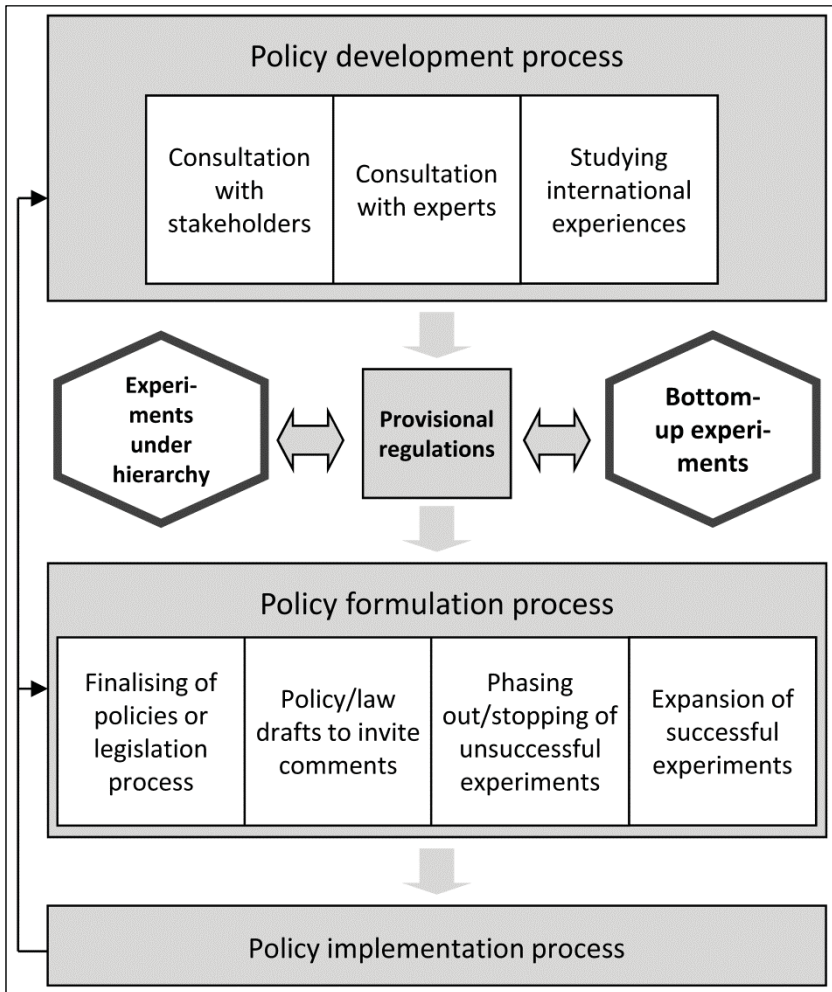 Policy development process
Consultation
with
stakeholders
Consultation
with experts
Studying
international
experiences
Experi-
ments
under
hierarchy
Provisional
regulations
Bottom-
up experi-
ments
Policy formulation process
Finalising of
policies or
legislation
process
Policy/law
drafts to invite
comments
Phasing
out/stopping of
unsuccessful
experiments
Expansion of
successful
experiments
Policy implementation process